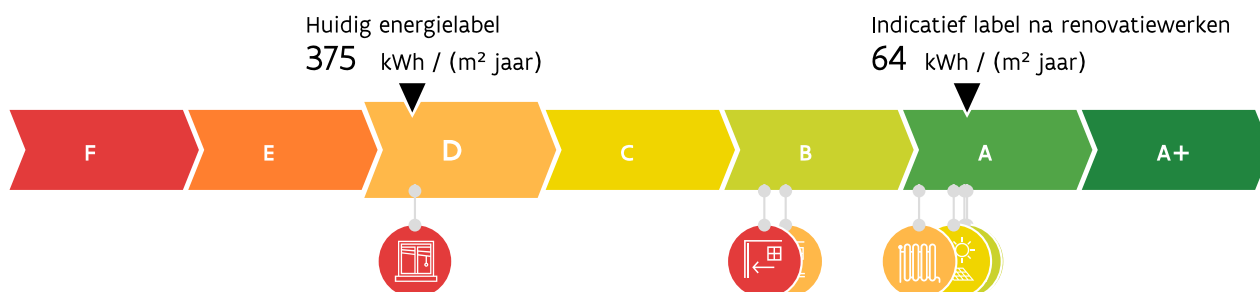 Huidig energielabel
375 kWh / (m² jaar)
Indicatief label na renovatiewerken
64 kWh / (m² jaar)
F
E
D
C
B
A
A+